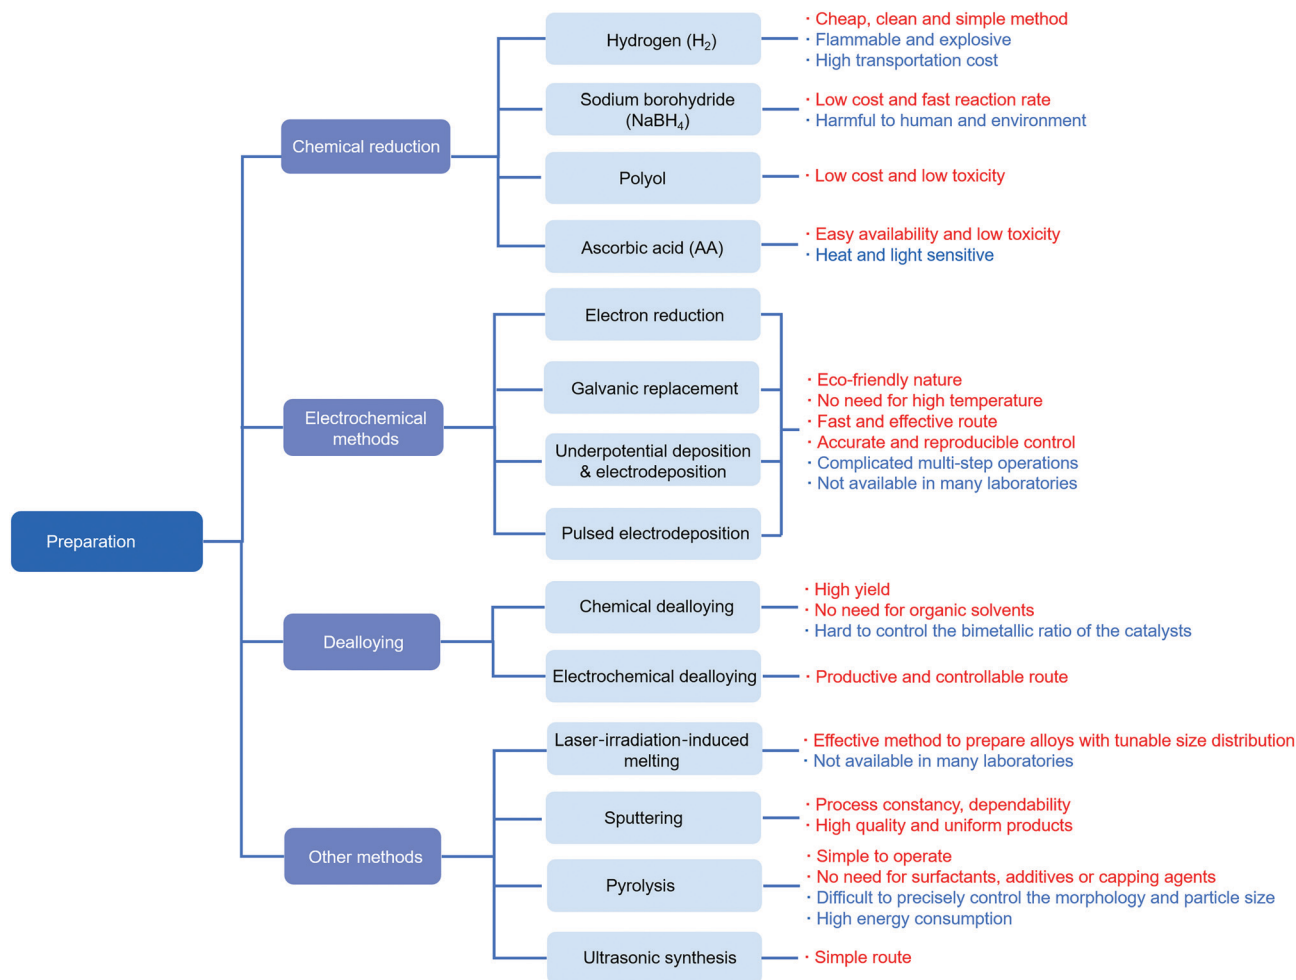 Preparation
Chemical reduction
Hydrogen (H₂)
· Cheap, clean and simple method
· Flammable and explosive
· High transportation cost
Sodium borohydride
(NaBH₄)
· Low cost and fast reaction rate
· Harmful to human and environment
Polyol
· Low cost and low toxicity
Ascorbic acid (AA)
· Easy availability and low toxicity
· Heat and light sensitive
Electrochemical
methods
Electron reduction
Galvanic replacement
Underpotential deposition
& electrodeposition
Pulsed electrodeposition
· Eco-friendly nature
· No need for high temperature
· Fast and effective route
· Accurate and reproducible control
· Complicated multi-step operations
· Not available in many laboratories
Dealloying
Chemical dealloying
· High yield
· No need for organic solvents
· Hard to control the bimetallic ratio of the catalysts
Electrochemical dealloying
· Productive and controllable route
Other methods
Laser-irradiation-induced
melting
· Effective method to prepare alloys with tunable size distribution
· Not available in many laboratories
Sputtering
· Process constancy, dependability
· High quality and uniform products
Pyrolysis
· Simple to operate
· No need for surfactants, additives or capping agents
· Difficult to precisely control the morphology and particle size
· High energy consumption
Ultrasonic synthesis
· Simple route